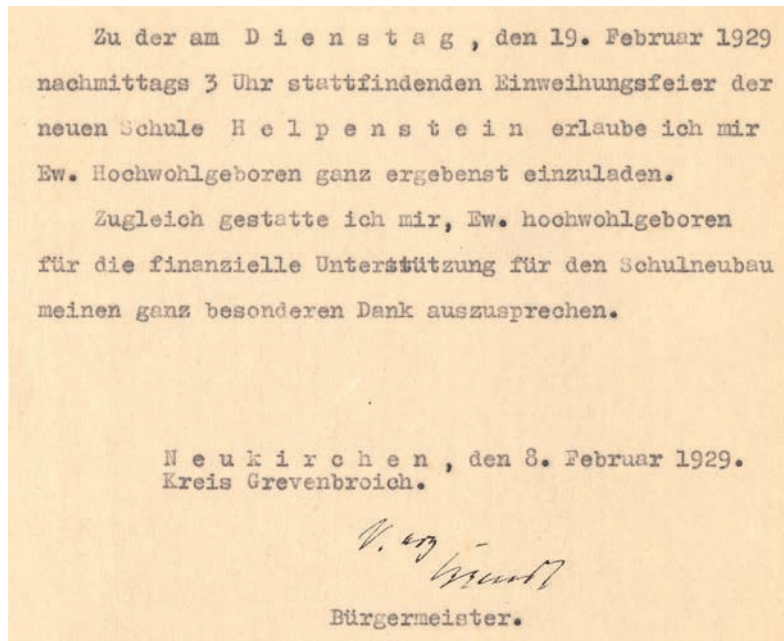 Zu der am D i e n s t a g , den 19. Februar 1929
nachmittags 3 Uhr stattfindenden Einweihungsfeier der
neuen Schule H e l p e n s t e i n erlaube ich mir
Ew. Hochwohlgeboren ganz ergebenst einzuladen.
Zugleich gestatte ich mir, Ew. hochwohlgeboren
für die finanzielle Unterstützung für den Schulneubau
meinen ganz besonderen Dank auszusprechen.
N e u k i r c h e n , den 8. Februar 1929.
Kreis Grevenbroich.
Bürgermeister.